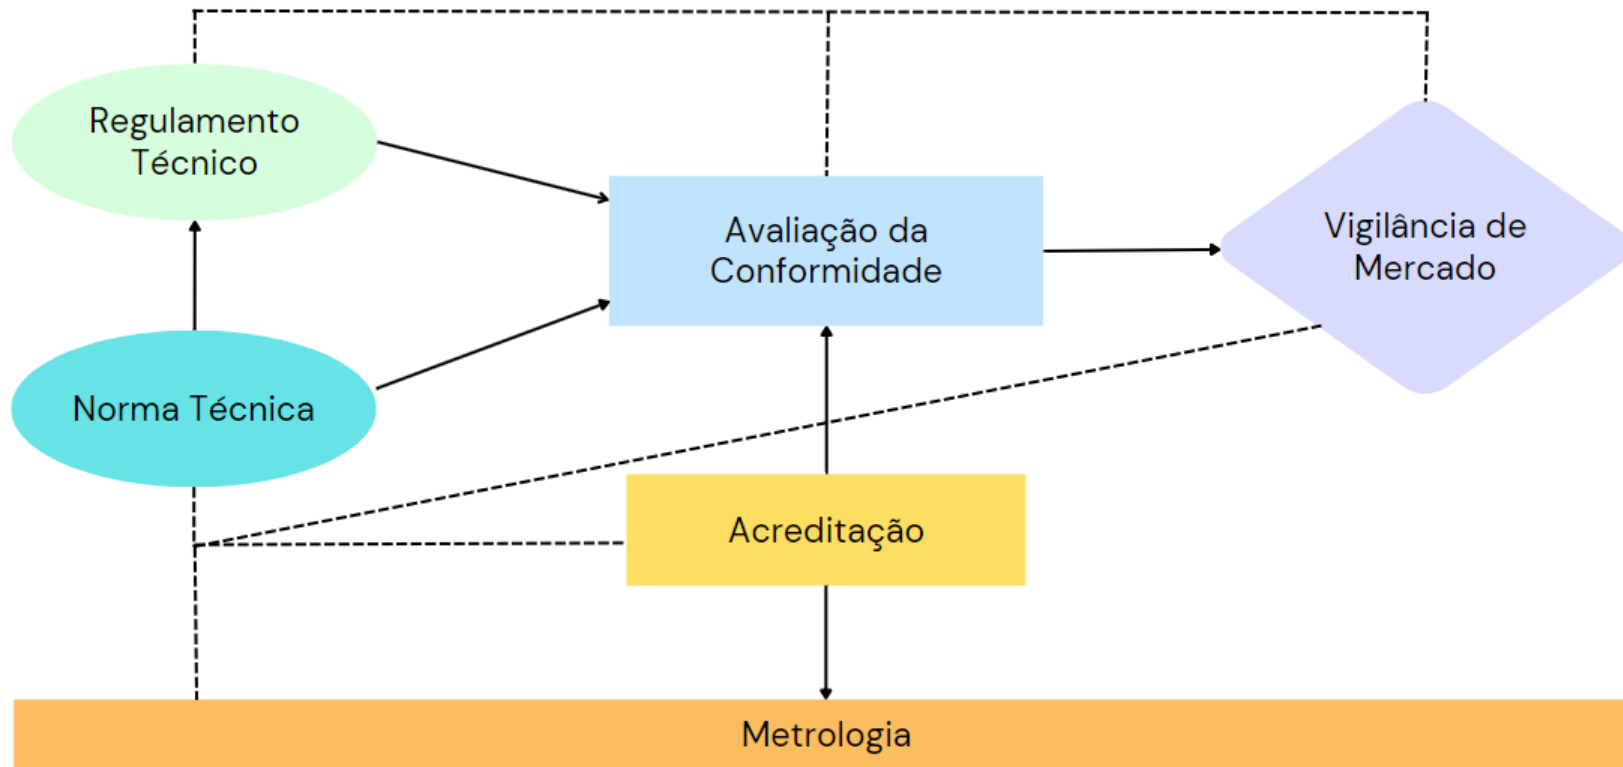 Regulamento
Técnico
Avaliação da
Conformidade
Vigilância de
Mercado
Norma Técnica
Acreditação
Metrologia